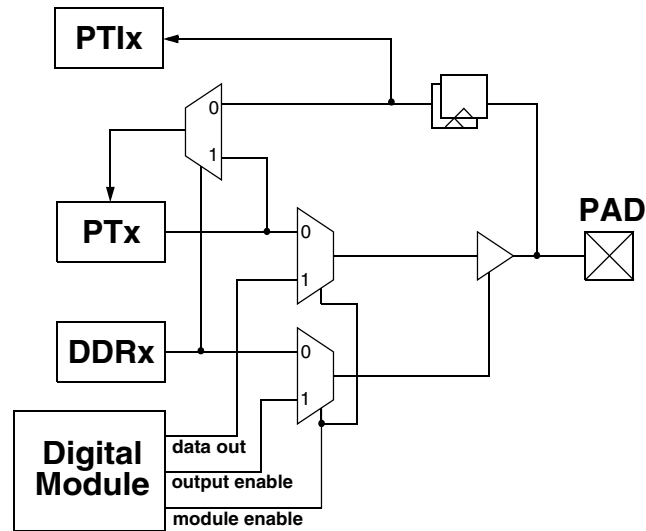 PTIx
0
1
PTx
PAD
0
1
DDRx
0
1
Digital
Module
data out
output enable
module enable